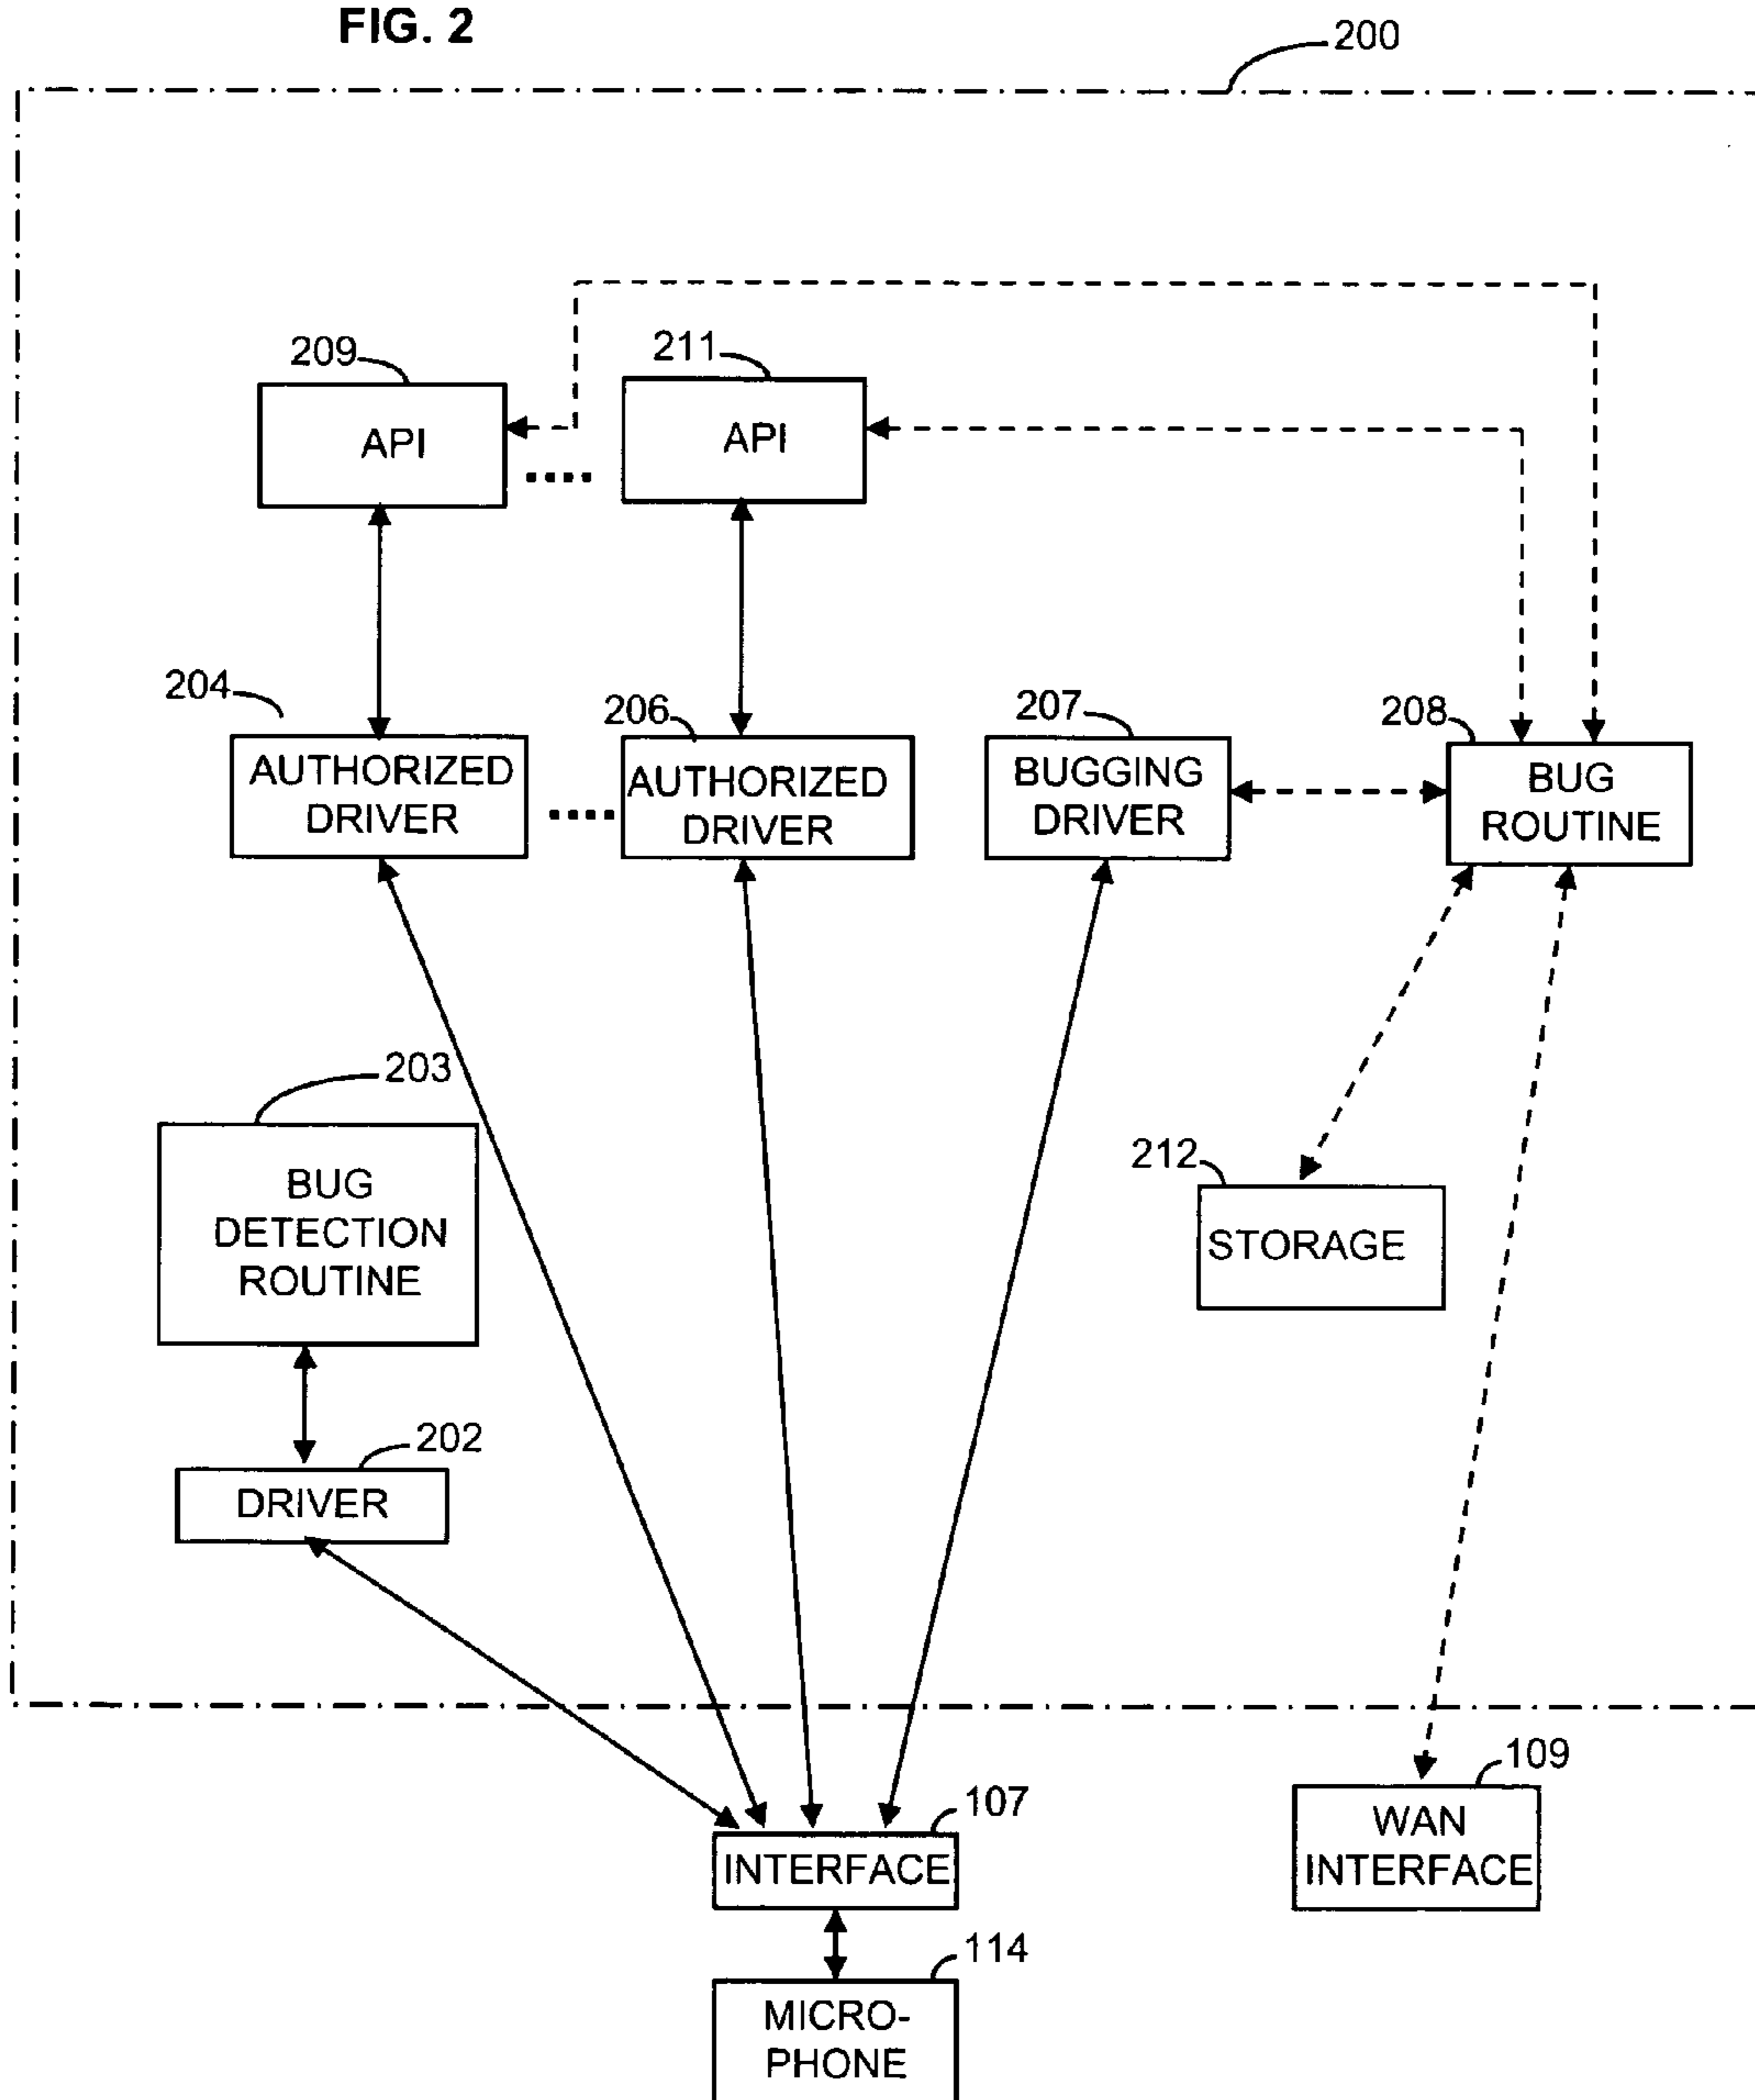 FIG. 2
200
209
211
API
API
....
204
206
207
208
AUTHORIZED
DRIVER
....
AUTHORIZED
DRIVER
BUGGING
DRIVER
BUG
ROUTINE
203
BUG
DETECTION
ROUTINE
212
STORAGE
202
DRIVER
107
INTERFACE
109
WAN
INTERFACE
114
MICRO-
PHONE